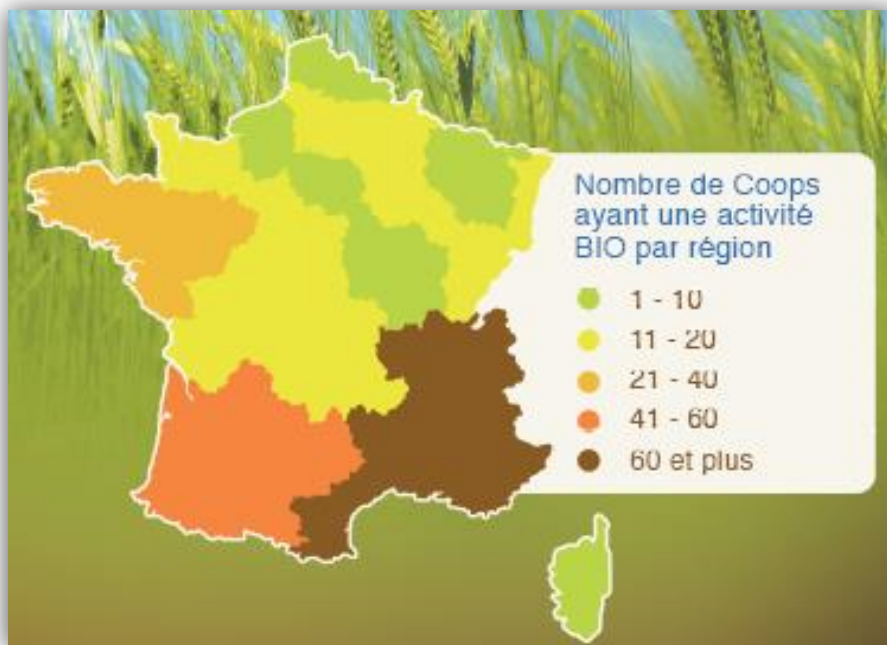 Nombre de Coops
ayant une activité
BIO par région
1 - 10
11 - 20
21 - 40
41 - 60
60 et plus